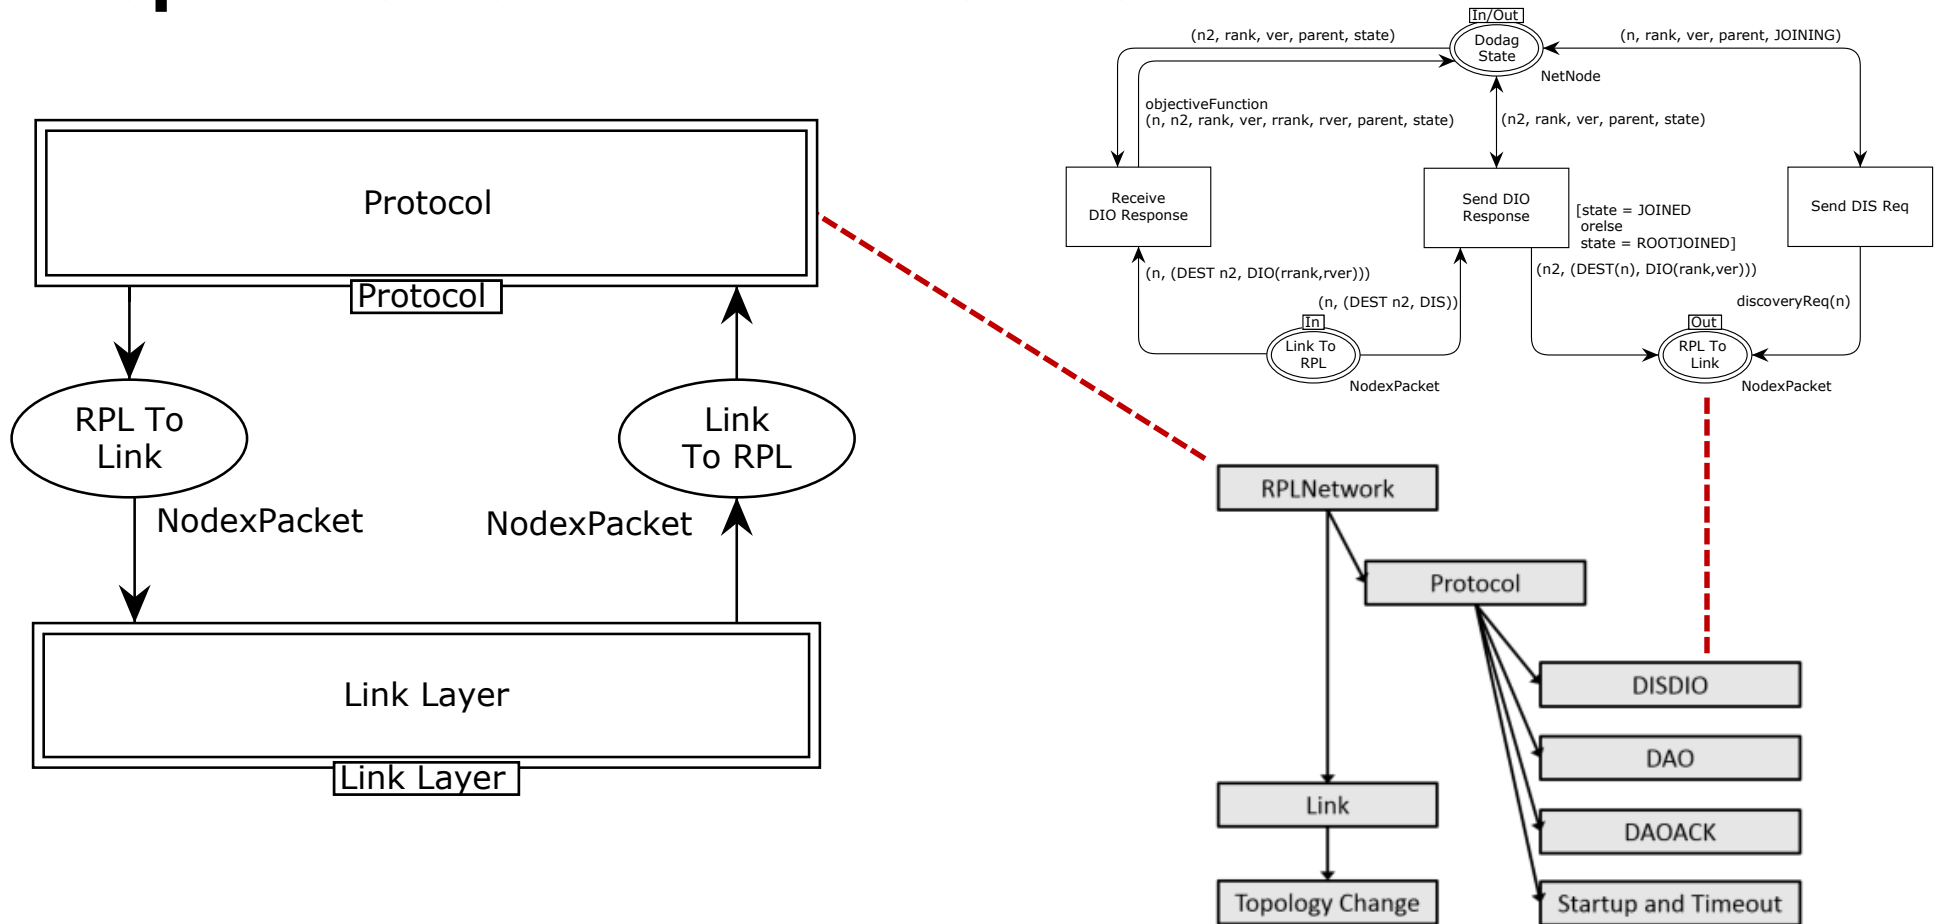 Protocol
Protocol
RPL To
Link
NodexPacket
Link
To RPL
NodexPacket
Link Layer
Link Layer
In/Out
Dodag
State
NetNode
(n2, rank, ver, parent, state)
(n, rank, ver, parent, JOINING)
objectiveFunction
(n, n2, rank, ver, rrank, rver, parent, state)
(n2, rank, ver, parent, state)
Receive
DIO Response
Send DIO
Response
[state = JOINED
orelse
state = ROOTJOINED]
Send DIS Req
(n, (DEST n2, DIO(rrank,rver)))
(n, (DEST n2, DIS))
(n2, (DEST(n), DIO(rank,ver)))
discoveryReq(n)
In
Link To
RPL
NodexPacket
Out
RPL To
Link
NodexPacket
RPLNetwork
Protocol
DISDIO
DAO
Link
DAOACK
Topology Change
Startup and Timeout